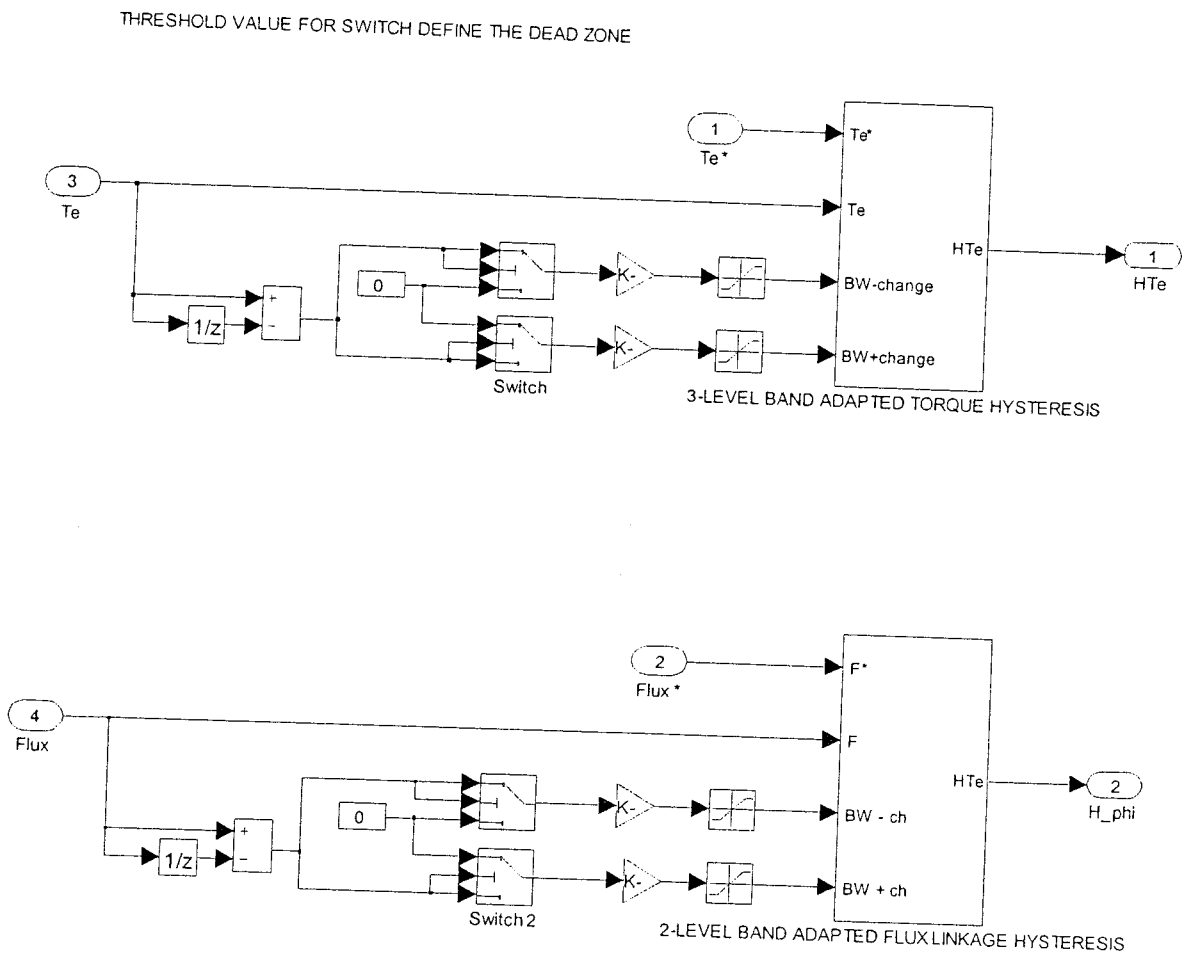 THRESHOLD VALUE FOR SWITCH DEFINE THE DEAD ZONE
1
Te *
Te*
3
Te
Te
HTe
1
HTe
0
K-
BW-change
+
-
1/z
K-
BW+change
Switch
3-LEVEL BAND ADAPTED TORQUE HYSTERESIS
2
Flux *
F*
4
Flux
F
HTe
2
H_phi
0
K-
BW - ch
+
-
1/z
K-
BW + ch
Switch2
2-LEVEL BAND ADAPTED FLUX LINKAGE HYSTERESIS